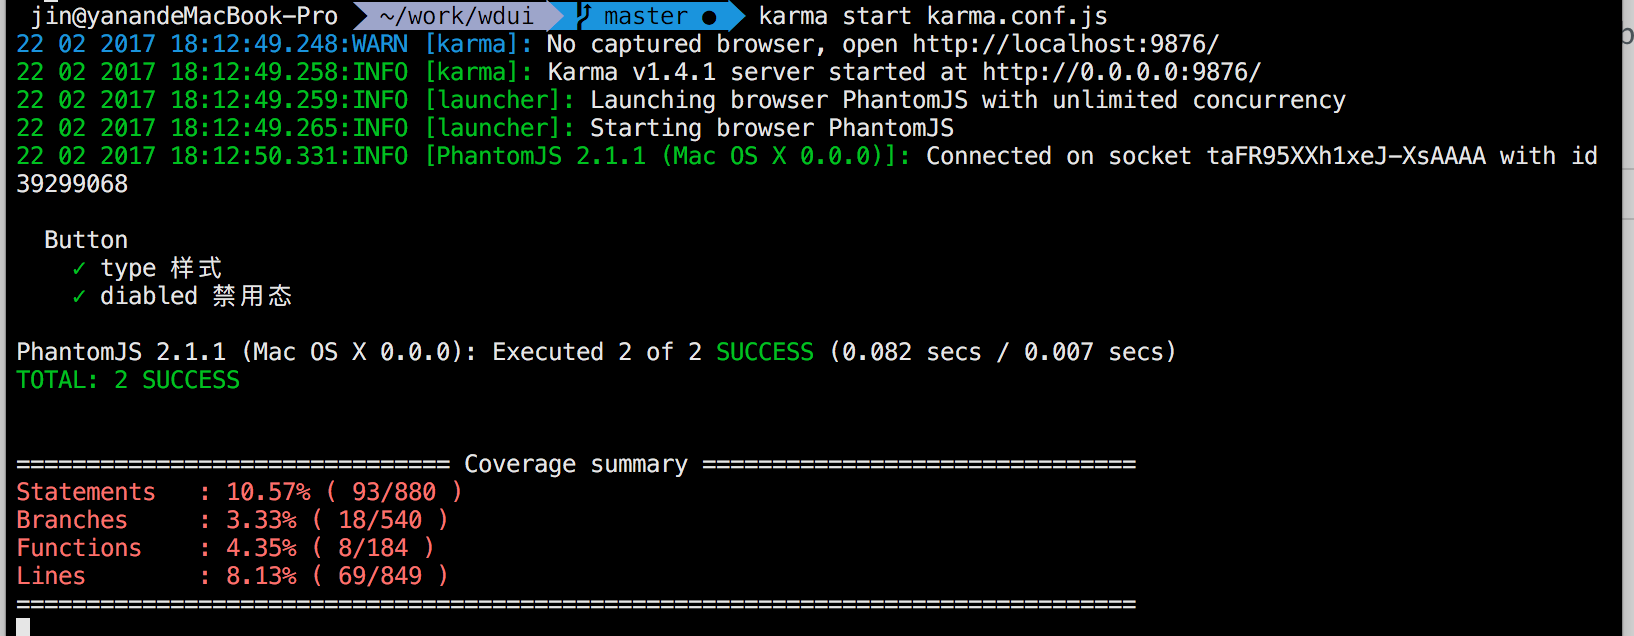 jin@yanandeMacBook-Pro ~/work/wdui master ● karma start karma.conf.js
22 02 2017 18:12:49.248:WARN [karma]: No captured browser, open http://localhost:9876/
22 02 2017 18:12:49.258:INFO [karma]: Karma v1.4.1 server started at http://0.0.0.0:9876/
22 02 2017 18:12:49.259:INFO [launcher]: Launching browser PhantomJS with unlimited concurrency
22 02 2017 18:12:49.265:INFO [launcher]: Starting browser PhantomJS
22 02 2017 18:12:50.331:INFO [PhantomJS 2.1.1 (Mac OS X 0.0.0)]: Connected on socket taFR95XXh1xeJ-XsAAAA with id
39299068
Button
✓ type 样式
✓ diabled 禁用态
PhantomJS 2.1.1 (Mac OS X 0.0.0): Executed 2 of 2 SUCCESS (0.082 secs / 0.007 secs)
TOTAL: 2 SUCCESS
=============================== Coverage summary ===============================
Statements : 10.57% ( 93/880 )
Branches : 3.33% ( 18/540 )
Functions : 4.35% ( 8/184 )
Lines : 8.13% ( 69/849 )
================================================================================